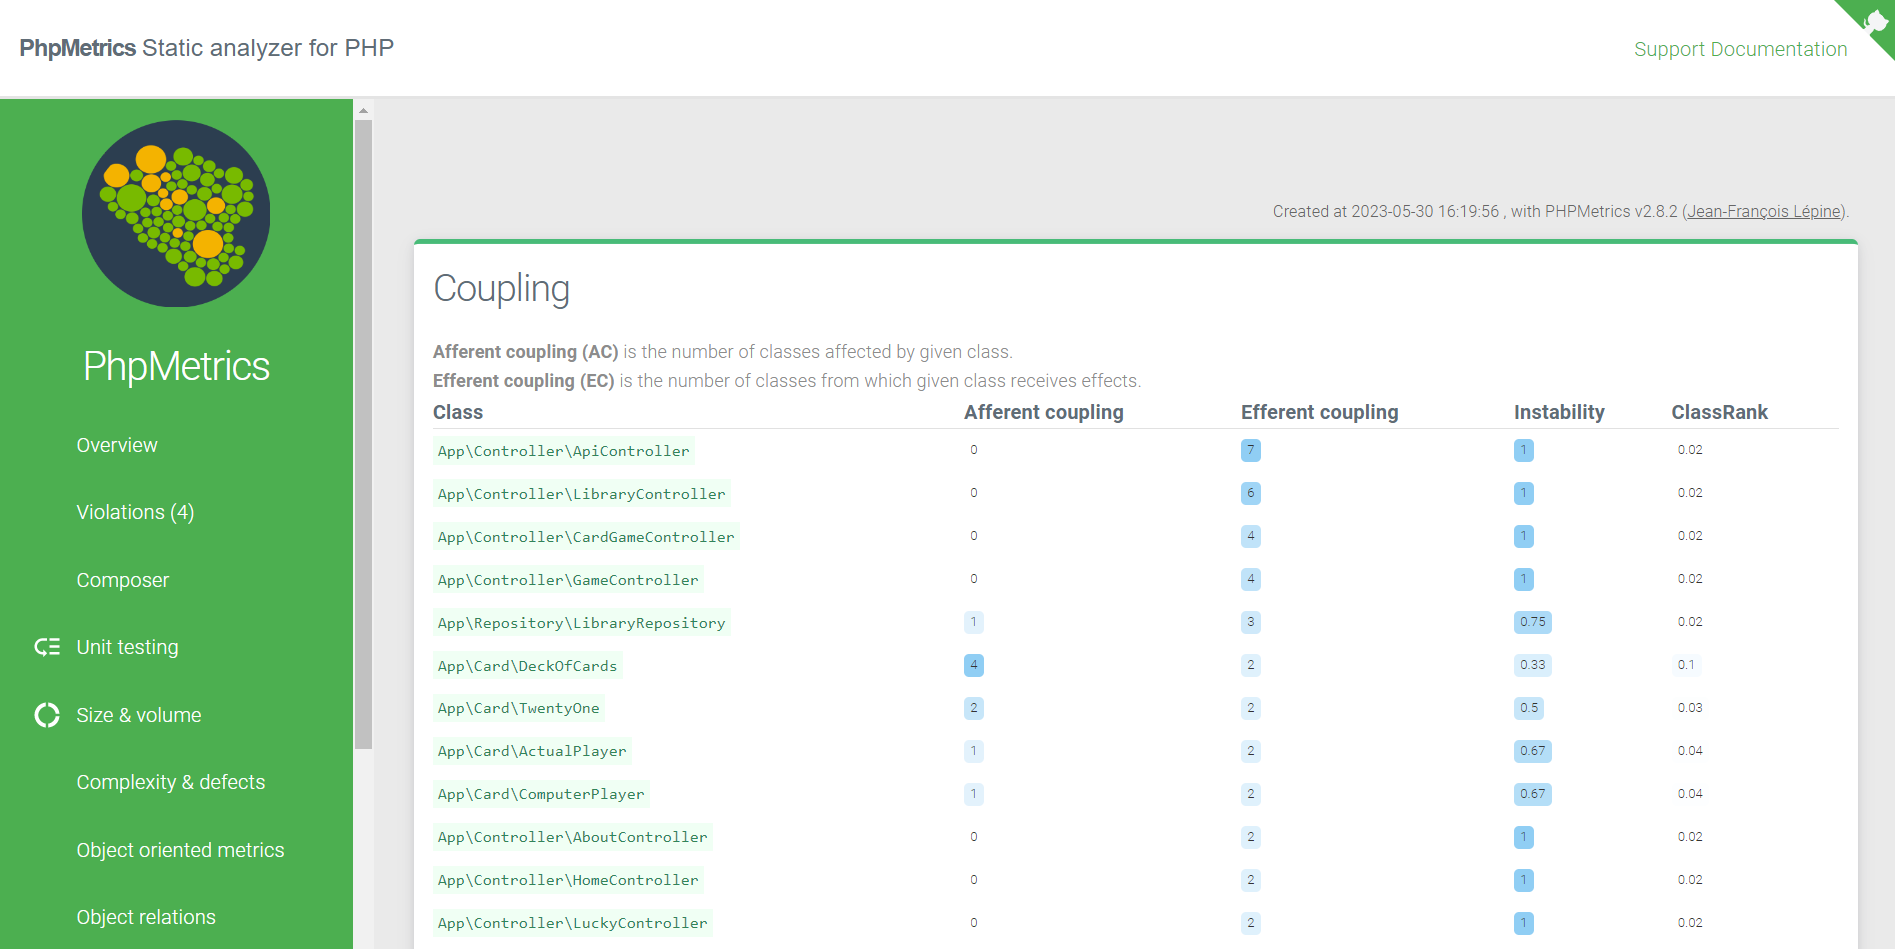 PhpMetrics Static analyzer for PHP
Support Documentation
PhpMetrics
Overview
Violations (4)
Composer
Unit testing
Size & volume
Complexity & defects
Object oriented metrics
Object relations
Created at 2023-05-30 16:19:56 , with PHPMetrics v2.8.2 (Jean-François Lépine).
Coupling
Afferent coupling (AC) is the number of classes affected by given class.
Efferent coupling (EC) is the number of classes from which given class receives effects.
Class Afferent coupling Efferent coupling Instability ClassRank
App\Controller\ApiController 0 7 1 0.02
App\Controller\LibraryController 0 6 1 0.02
App\Controller\CardGameController 0 4 1 0.02
App\Controller\GameController 0 4 1 0.02
App\Repository\LibraryRepository 1 3 0.75 0.02
App\Card\DeckOfCards 4 2 0.33 0.1
App\Card\TwentyOne 2 2 0.5 0.03
App\Card\ActualPlayer 1 2 0.67 0.04
App\Card\ComputerPlayer 1 2 0.67 0.04
App\Controller\AboutController 0 2 1 0.02
App\Controller\HomeController 0 2 1 0.02
App\Controller\LuckyController 0 2 1 0.02